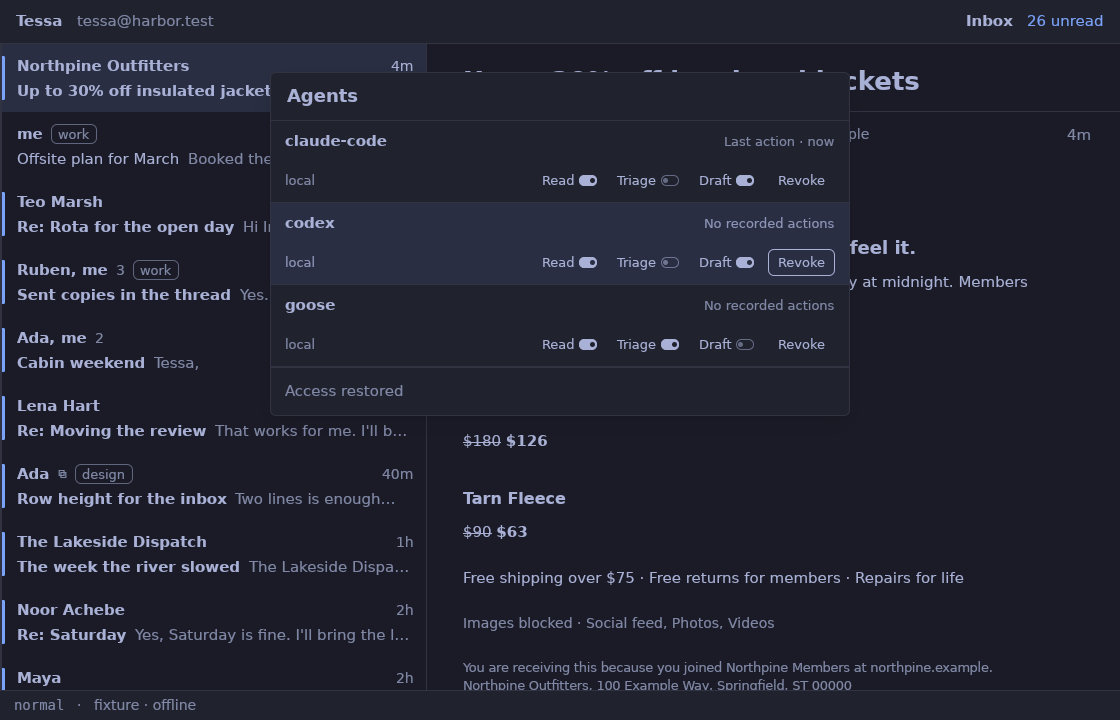 Tessa tessa@harbor.test Inbox 26 unread
Northpine Outfitters 4m
Up to 30% off insulated jacket
me work
Offsite plan for March Booked the
Teo Marsh
Re: Rota for the open day Hi
Ruben, me 3 work
Sent copies in the thread Yes.
Ada, me 2
Cabin weekend Tessa,
Lena Hart
Re: Moving the review That works for me. I'll b…
Ada design 40m
Row height for the inbox Two lines is enough…
The Lakeside Dispatch 1h
The week the river slowed The Lakeside Dispa…
Noor Achebe 2h
Re: Saturday Yes, Saturday is fine. I'll bring the l…
Maya 2h
Agents
claude-code Last action · now
local Read Triage Draft Revoke
codex No recorded actions
local Read Triage Draft Revoke
goose No recorded actions
local Read Triage Draft Revoke
Access restored
ckets
ple 4m
feel it.
y at midnight. Members
$180 $126
Tarn Fleece
$90 $63
Free shipping over $75 · Free returns for members · Repairs for life
Images blocked · Social feed, Photos, Videos
You are receiving this because you joined Northpine Members at northpine.example.
Northpine Outfitters, 100 Example Way, Springfield, ST 00000
normal · fixture · offline